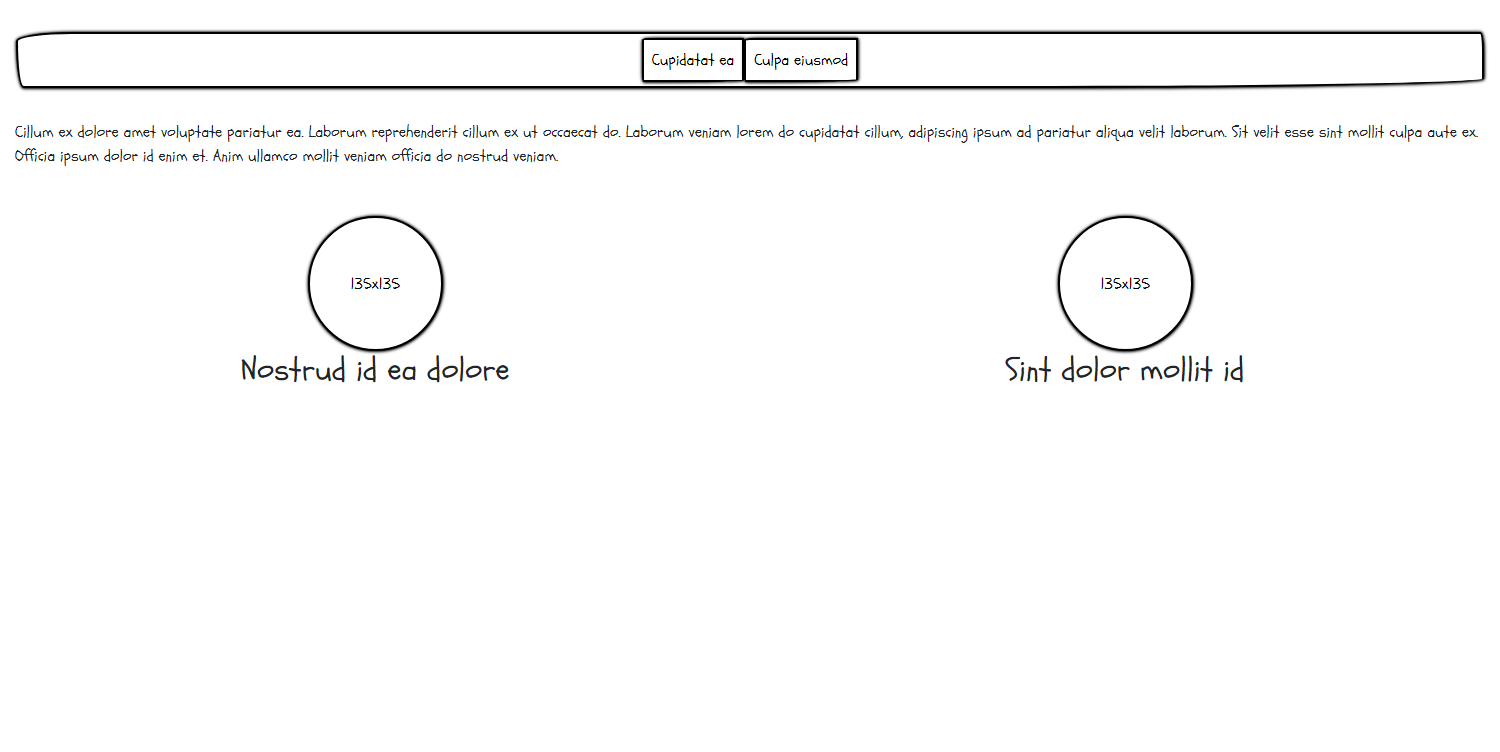 Cupidatat ea Culpa eiusmod
Cillum ex dolore amet voluptate pariatur ea. Laborum reprehenderit cillum ex ut occaecat do. Laborum veniam lorem do cupidatat cillum, adipiscing ipsum ad pariatur aliqua velit laborum. Sit velit esse sint mollit culpa aute ex.
Officia ipsum dolor id enim et. Anim ullamco mollit veniam officia do nostrud veniam.
135x135 135x135
Nostrud id ea dolore Sint dolor mollit id